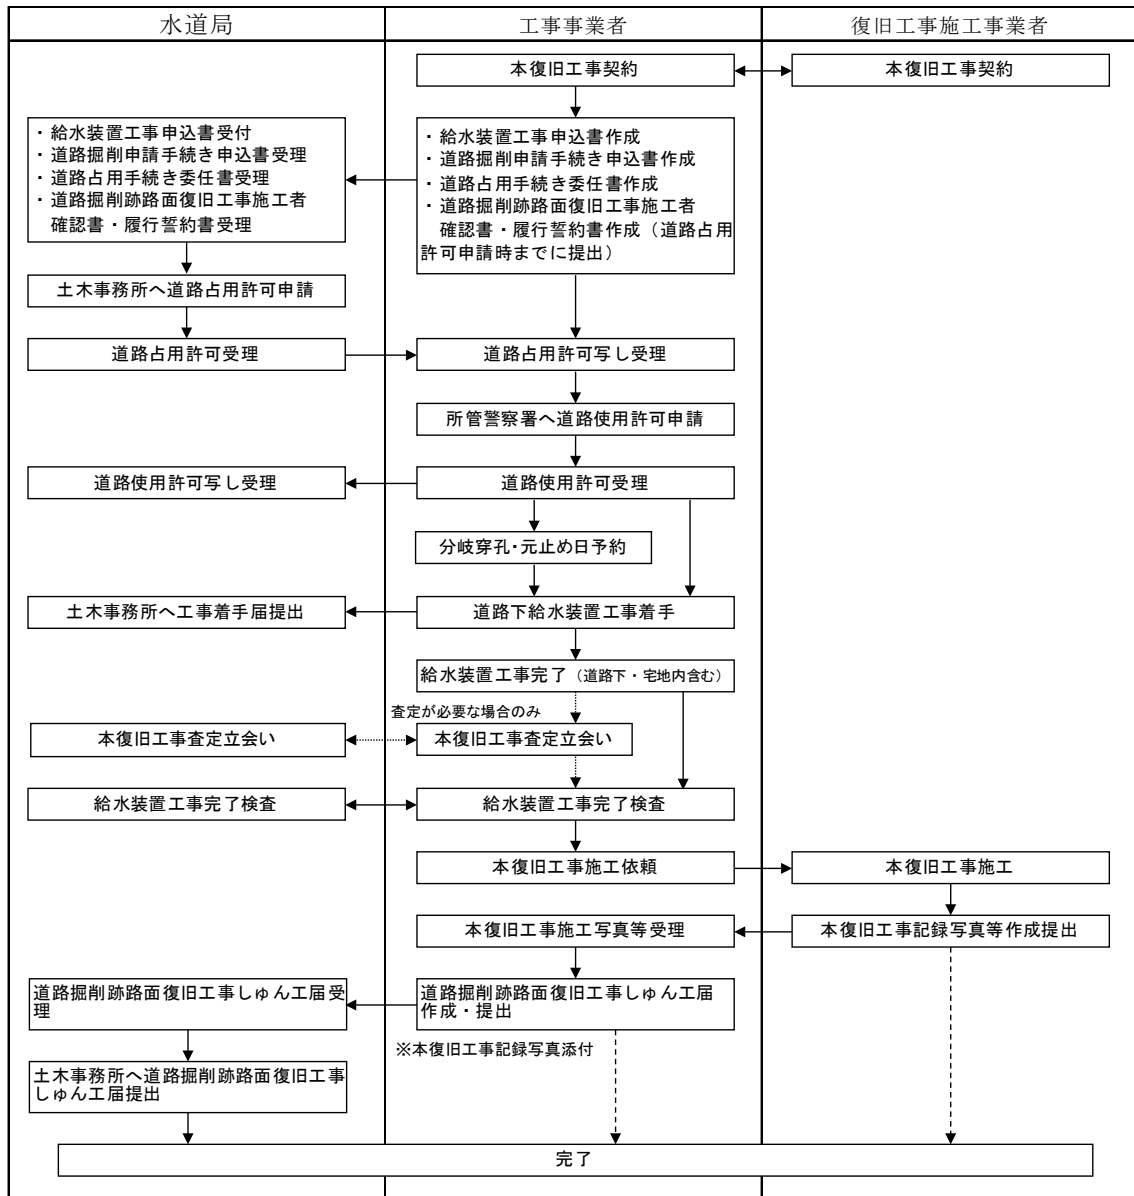 水道局
工事事業者
復旧工事施工事業者
本復旧工事契約
本復旧工事契約
・給水装置工事申込書受付
・道路掘削申請手続き申込書受理
・道路占用手続き委任書受理
・道路掘削跡路面復旧工事施工者
確認書・履行誓約書受理
・給水装置工事申込書作成
・道路掘削申請手続き申込書作成
・道路占用手続き委任書作成
・道路掘削跡路面復旧工事施工者
確認書・履行誓約書作成（道路占用
許可申請時までに提出）
土木事務所へ道路占用許可申請
道路占用許可受理
道路占用許可写し受理
所管警察署へ道路使用許可申請
道路使用許可写し受理
道路使用許可受理
分岐穿孔・元止め日予約
土木事務所へ工事着手届提出
道路下給水装置工事着手
給水装置工事完了（道路下・宅地内含む）
査定が必要な場合のみ
本復旧工事査定立会い
本復旧工事査定立会い
給水装置工事完了検査
給水装置工事完了検査
本復旧工事施工依頼
本復旧工事施工
本復旧工事施工写真等受理
本復旧工事記録写真等作成提出
道路掘削跡路面復旧工事しゅん工届受
理
道路掘削跡路面復旧工事しゅん工届
作成・提出
※本復旧工事記録写真添付
土木事務所へ道路掘削跡路面復旧工事
しゅん工届提出
完了